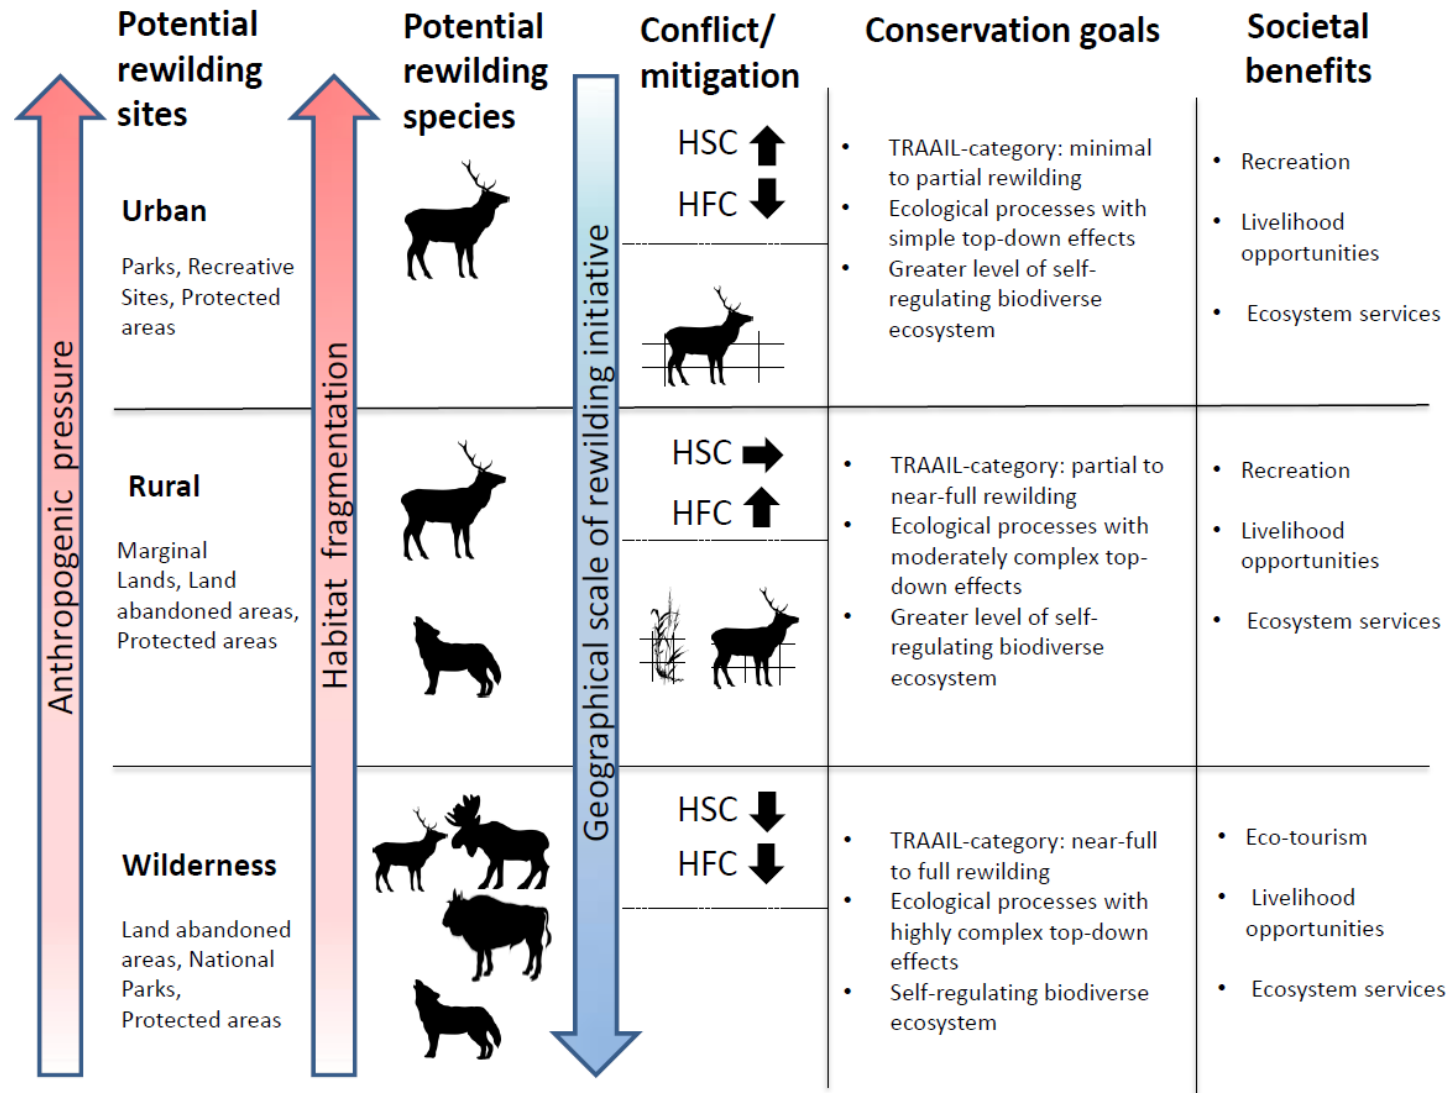 Potential
rewilding
sites
Potential
rewilding
species
Conflict/
mitigation
Conservation goals
Societal
benefits
Anthropogenic pressure
Habitat fragmentation
Geographical scale of rewilding initiative
Urban
Parks, Recreative
Sites, Protected
areas
HSC
HFC
• TRAAIL-category: minimal
to partial rewilding
• Ecological processes with
simple top-down effects
• Greater level of self-
regulating biodiverse
ecosystem
• Recreation
• Livelihood
opportunities
• Ecosystem services
Rural
Marginal
Lands, Land
abandoned areas,
Protected areas
HSC
HFC
• TRAAIL-category: partial to
near-full rewilding
• Ecological processes with
moderately complex top-
down effects
• Greater level of self-
regulating biodiverse
ecosystem
• Recreation
• Livelihood
opportunities
• Ecosystem services
Wilderness
Land abandoned
areas, National
Parks,
Protected areas
HSC
HFC
• TRAAIL-category: near-full
to full rewilding
• Ecological processes with
highly complex top-down
effects
• Self-regulating biodiverse
ecosystem
• Eco-tourism
• Livelihood
opportunities
• Ecosystem services